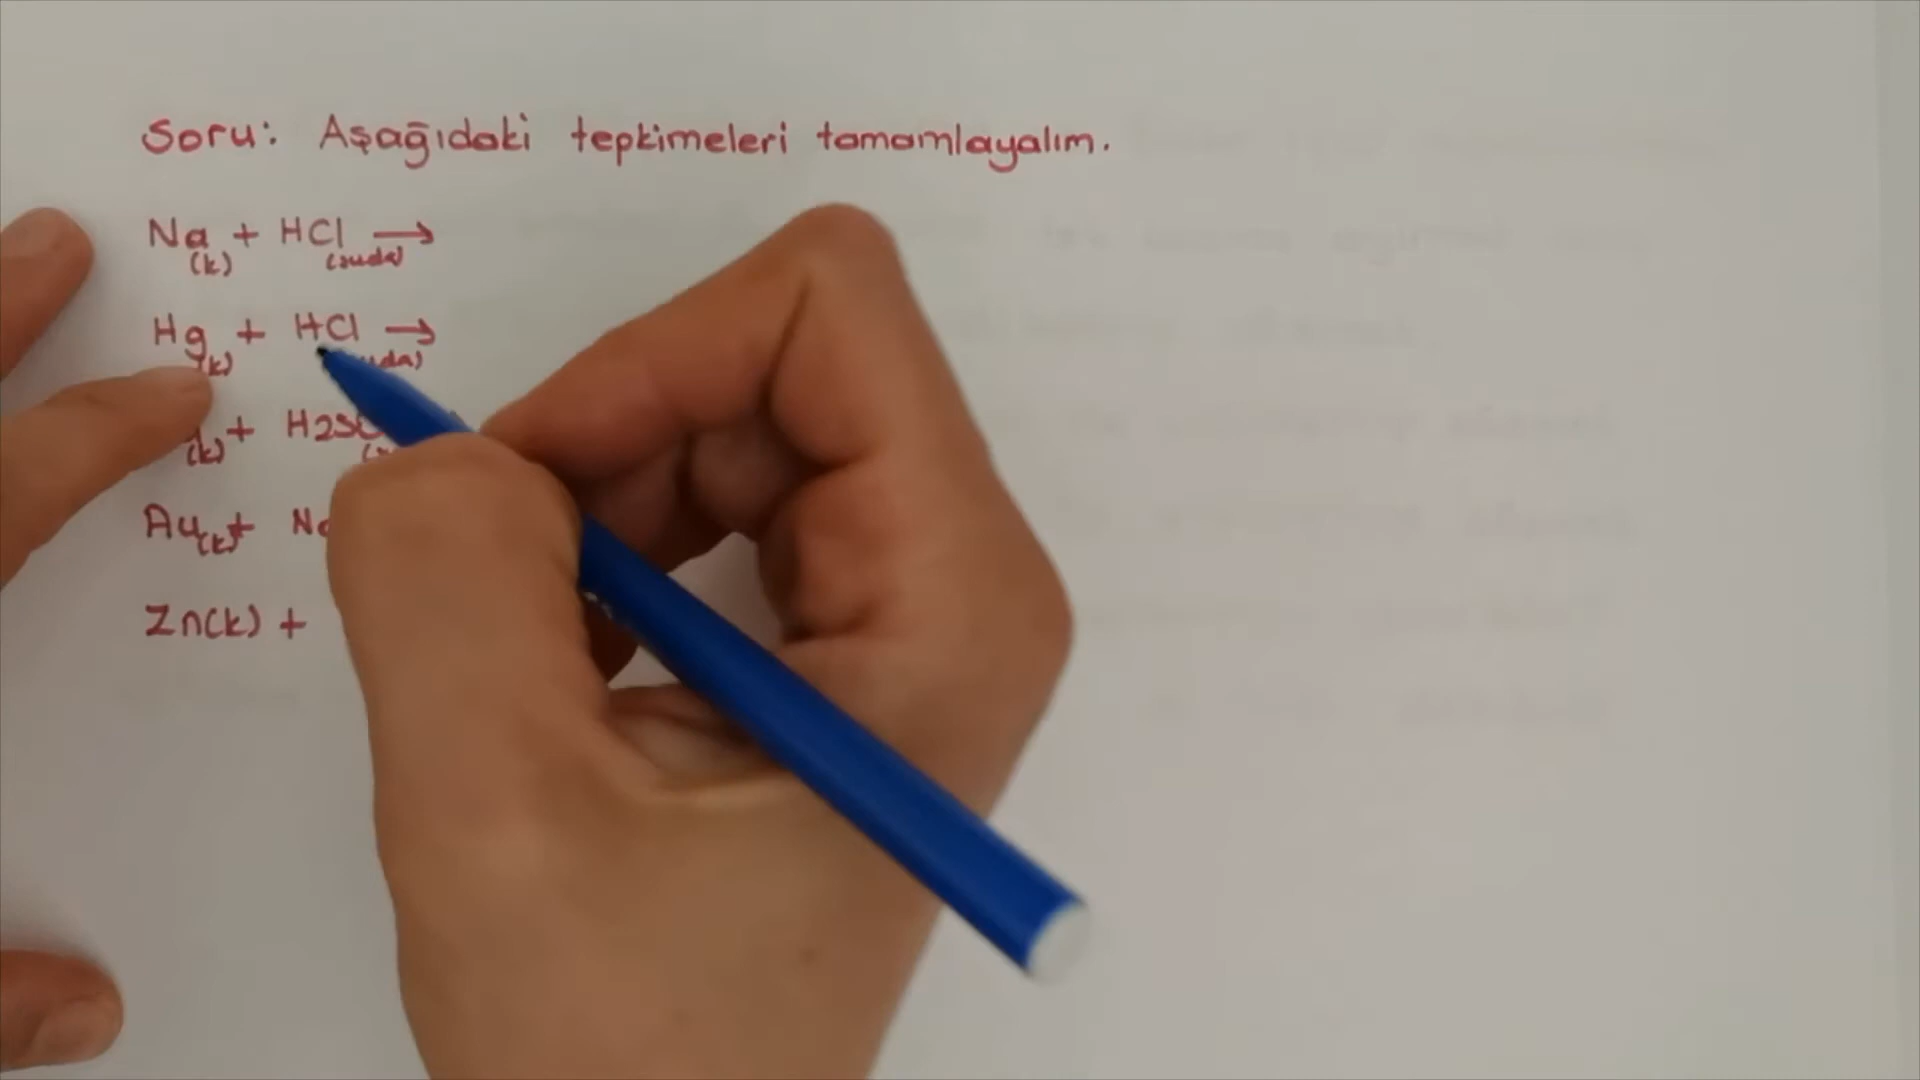 Soru: Aşağıdaki tepkimeleri tamamlayalım.
Na(k) + HCl(suda) →
Hg(k) + HCl →
(k) + H2S
Au(k) +
Zn(k) +